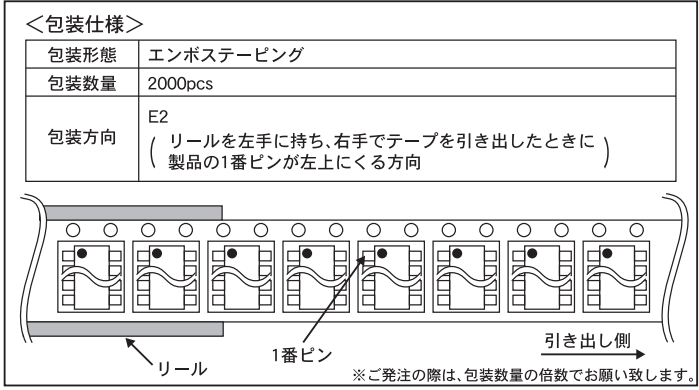 <包装仕様>
包装形態 エンボステーピング
包装数量 2000pcs
包装方向 E2
(リールを左手に持ち、右手でテープを引き出したときに
製品の1番ピンが左上にくる方向)
引き出し側
リール
1番ピン
※ご発注の際は、包装数量の倍数でお願い致します。